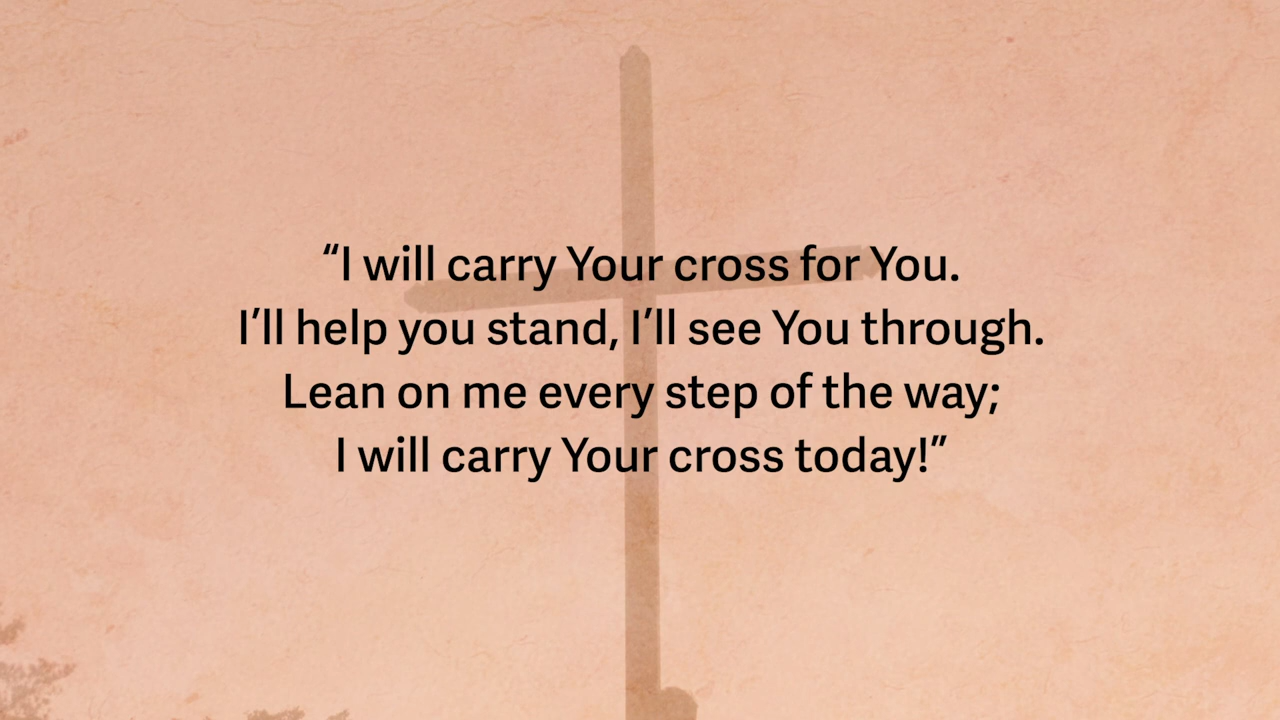 “I will carry Your cross for You.
I’ll help you stand, I’ll see You through.
Lean on me every step of the way;
I will carry Your cross today!”